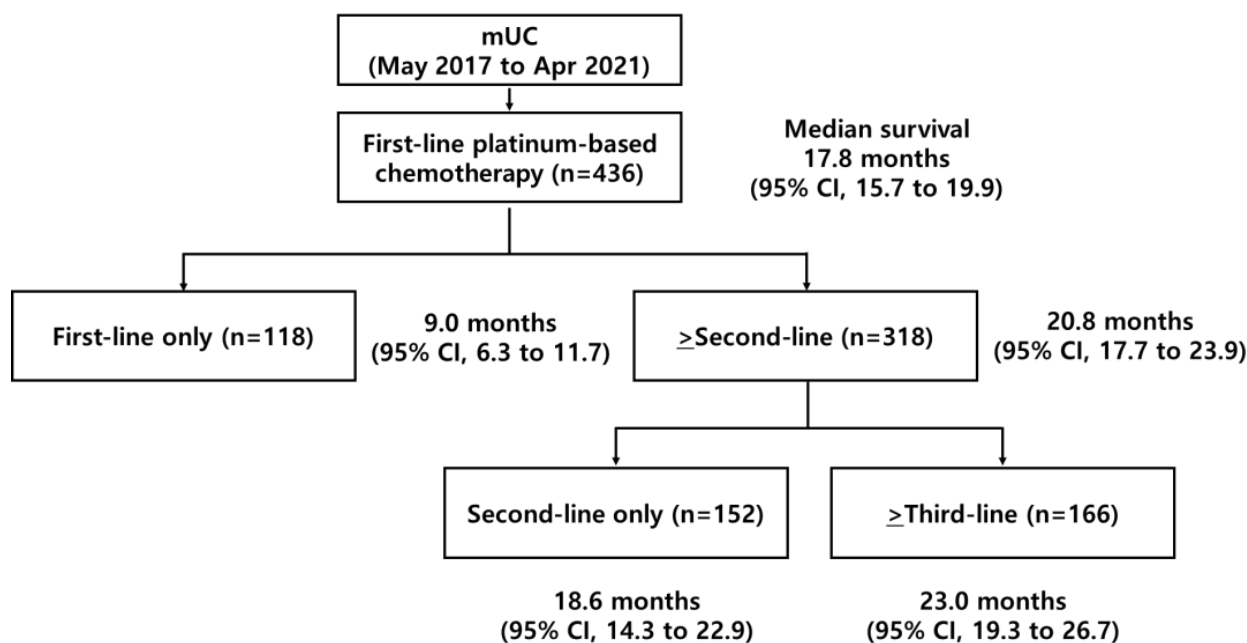 mUC
(May 2017 to Apr 2021)
First-line platinum-based
chemotherapy (n=436)
Median survival
17.8 months
(95% CI, 15.7 to 19.9)
First-line only (n=118)
9.0 months
(95% CI, 6.3 to 11.7)
≥Second-line (n=318)
20.8 months
(95% CI, 17.7 to 23.9)
Second-line only (n=152)
≥Third-line (n=166)
18.6 months
(95% CI, 14.3 to 22.9)
23.0 months
(95% CI, 19.3 to 26.7)